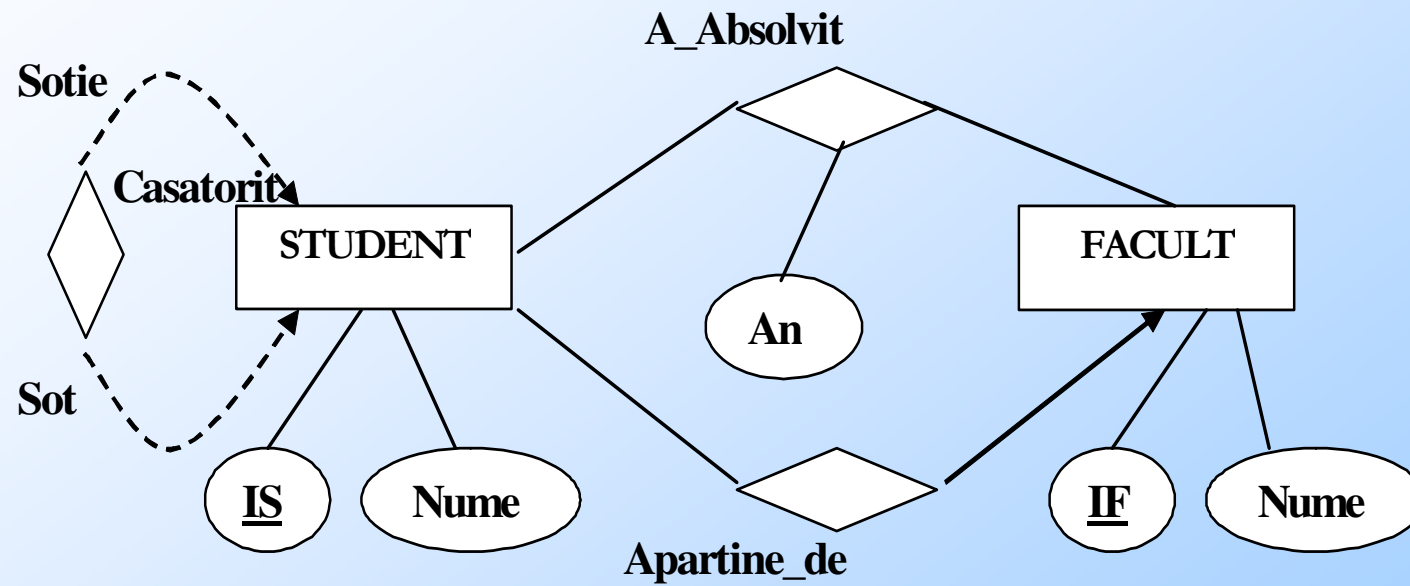 A_Absolvit
Sotie
Casatorit
STUDENT
FACULT
An
Sot
IS
Nume
IF
Nume
Apartine_de